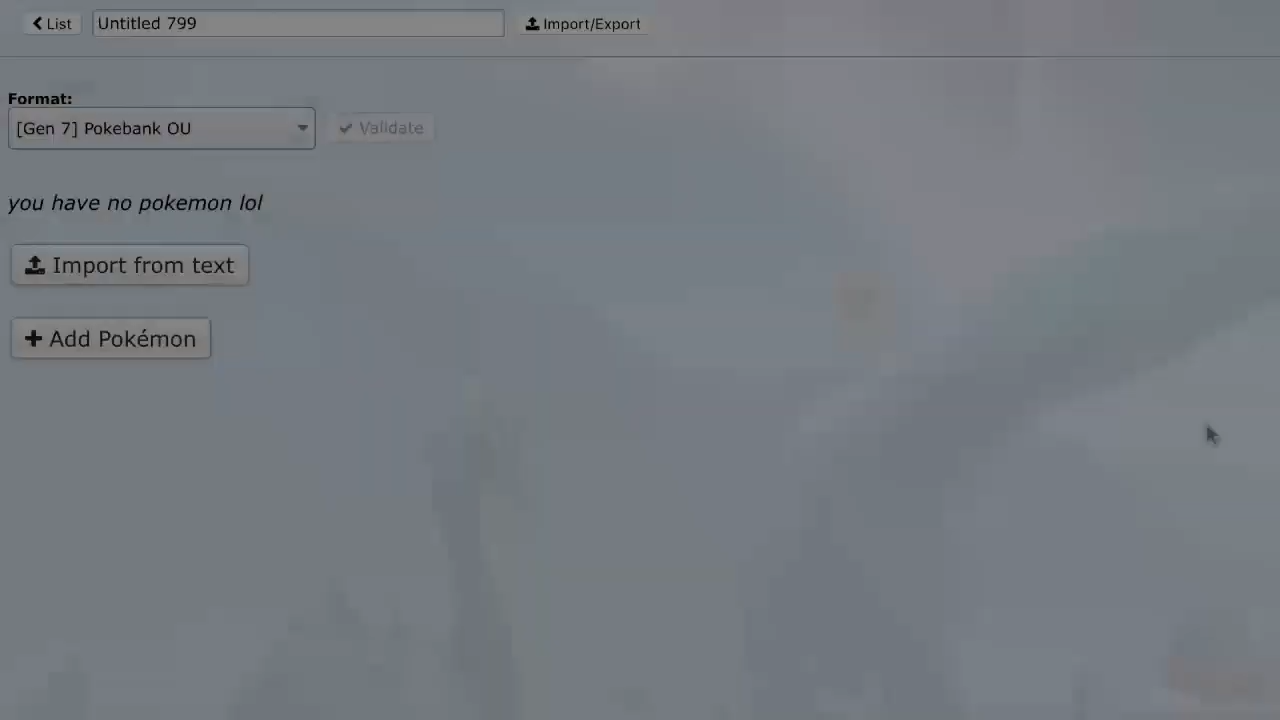 List
Untitled 799
Import/Export
Format:
[Gen 7] Pokebank OU
Validate
you have no pokemon lol
Import from text
Add Pokémon